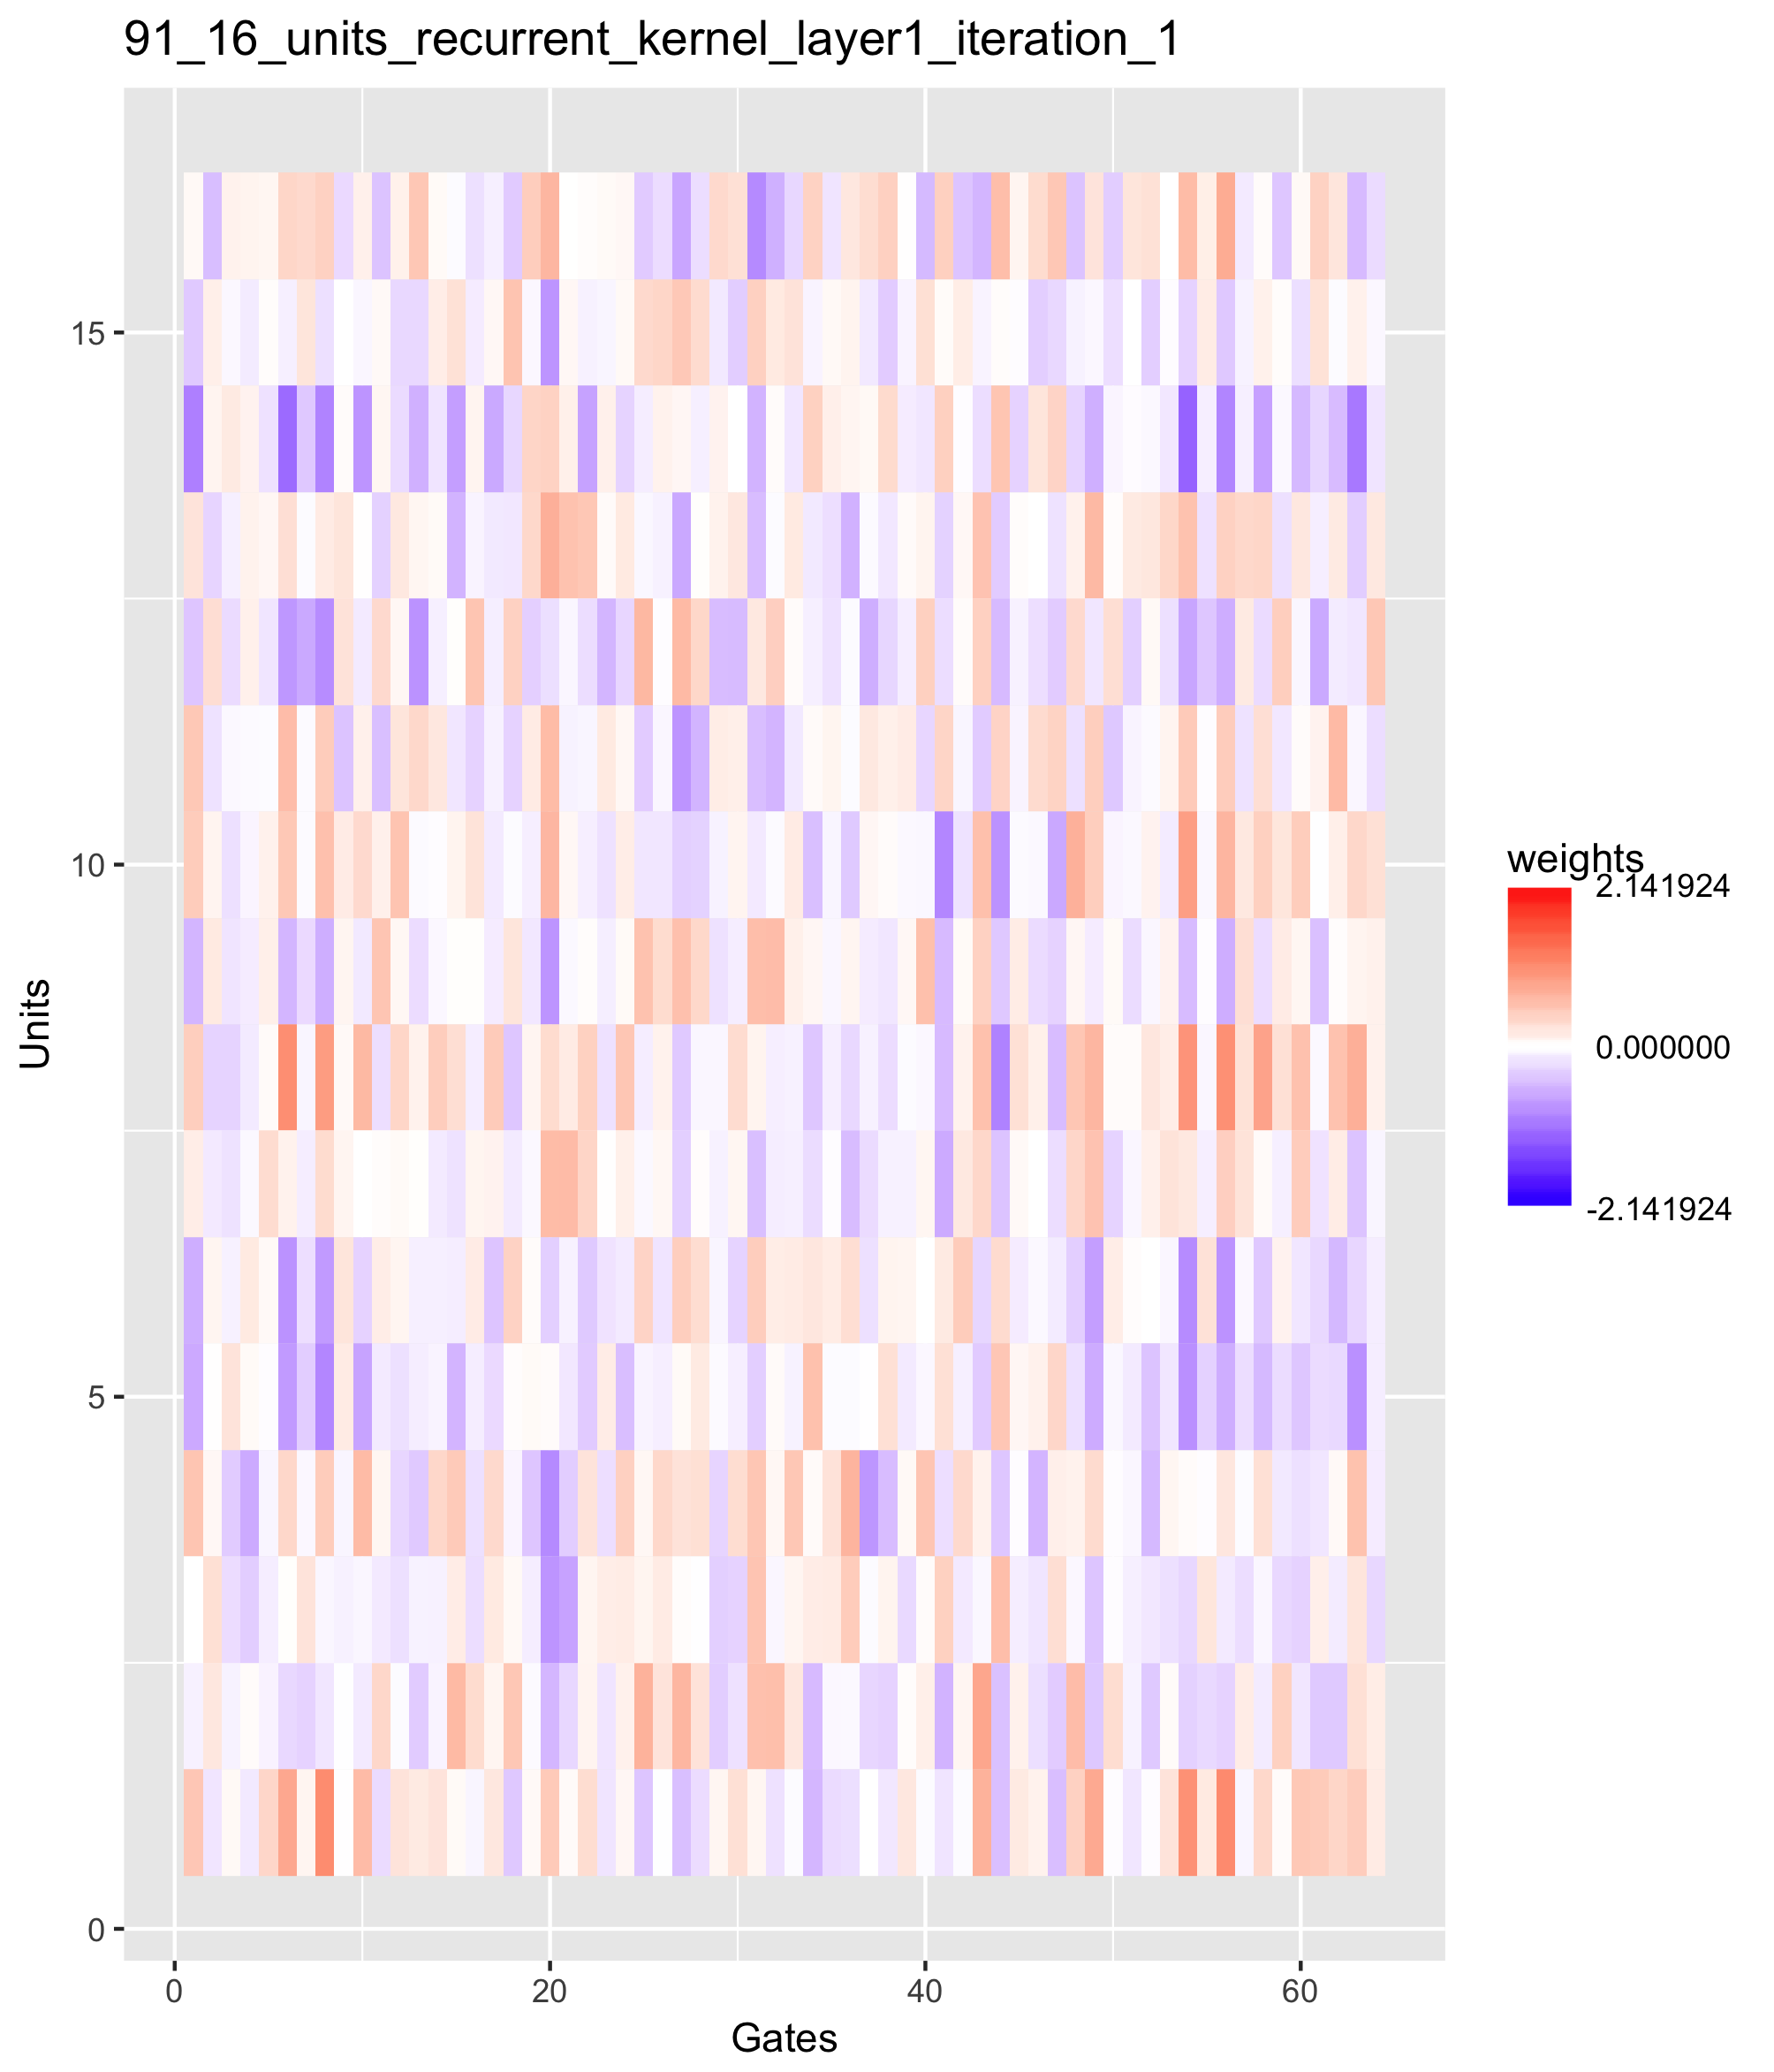 91_16_units_recurrent_kernel_layer1_iteration_1
15
10
5
0
Units
0 20 40 60
Gates
weights
2.141924
0.000000
-2.141924